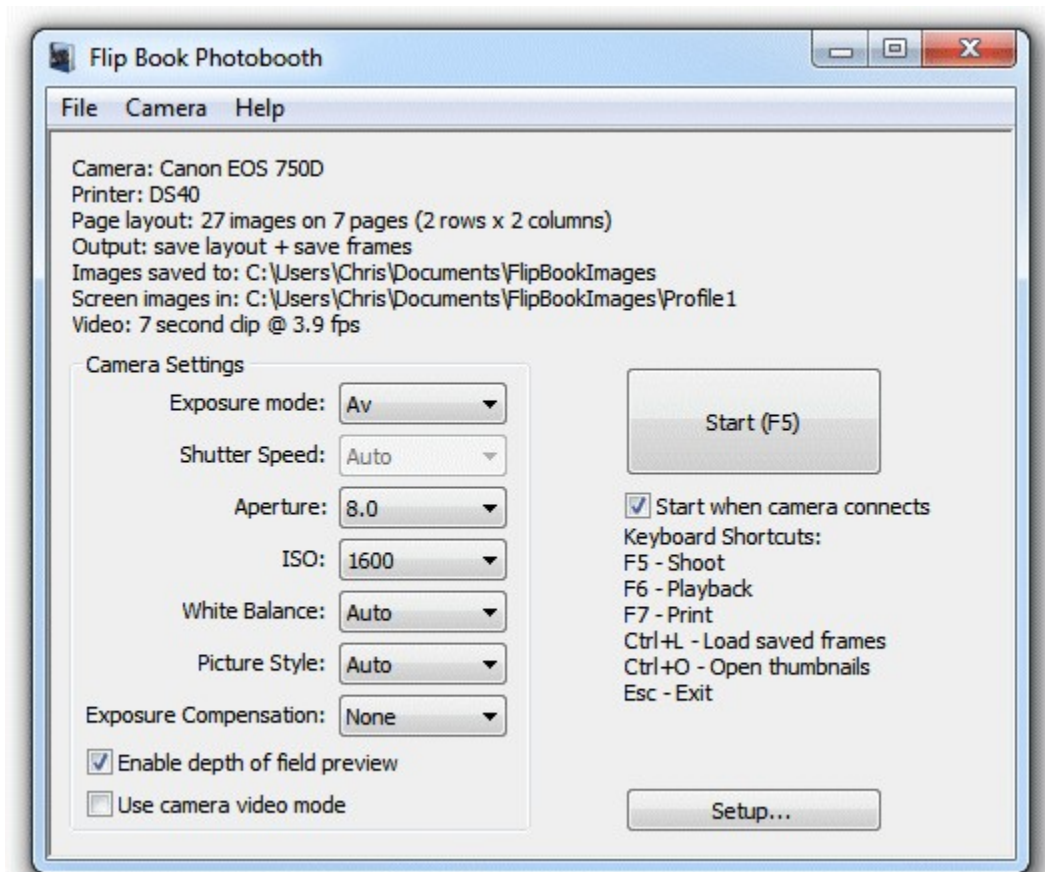 Flip Book Photobooth
File Camera Help
Camera: Canon EOS 750D
Printer: DS40
Page layout: 27 images on 7 pages (2 rows x 2 columns)
Output: save layout + save frames
Images saved to: C:\Users\Chris\Documents\FlipBookImages
Screen images in: C:\Users\Chris\Documents\FlipBookImages\Profile1
Video: 7 second clip @ 3.9 fps
Camera Settings
Exposure mode: Av
Shutter Speed: Auto
Aperture: 8.0
ISO: 1600
White Balance: Auto
Picture Style: Auto
Exposure Compensation: None
Enable depth of field preview
Use camera video mode
Start (F5)
Start when camera connects
Keyboard Shortcuts:
F5 - Shoot
F6 - Playback
F7 - Print
Ctrl+L - Load saved frames
Ctrl+O - Open thumbnails
Esc - Exit
Setup...